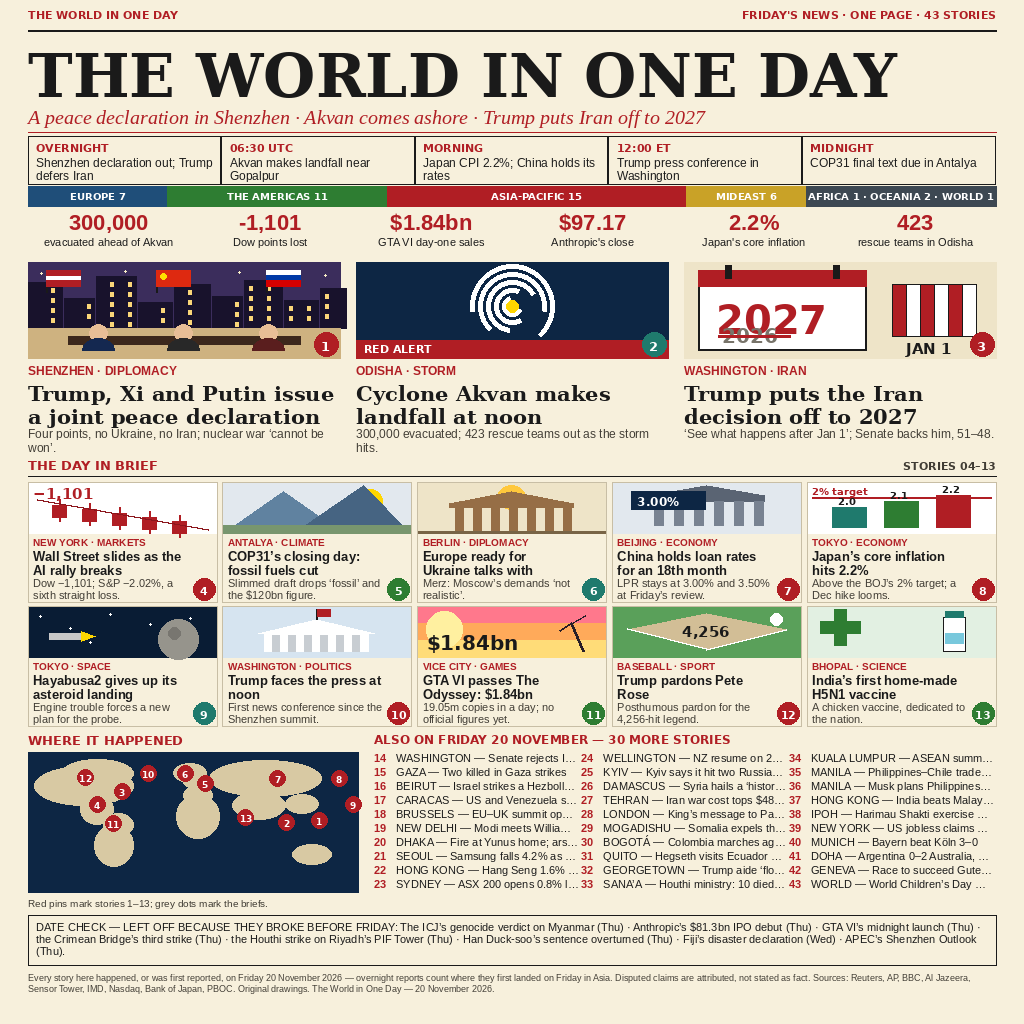 THE WORLD IN ONE DAY
FRIDAY'S NEWS · ONE PAGE · 43 STORIES
THE WORLD IN ONE DAY
A peace declaration in Shenzhen · Akvan comes ashore · Trump puts Iran off to 2027
OVERNIGHT
Shenzhen declaration out; Trump
defers Iran
06:30 UTC
Akvan makes landfall near
Gopalpur
MORNING
Japan CPI 2.2%; China holds its
rates
12:00 ET
Trump press conference in
Washington
MIDNIGHT
COP31 final text due in Antalya
EUROPE 7
THE AMERICAS 11
ASIA-PACIFIC 15
MIDEAST 6
AFRICA 1 · OCEANIA 2 · WORLD 1
300,000
evacuated ahead of Akvan
-1,101
Dow points lost
$1.84bn
GTA VI day-one sales
$97.17
Anthropic's close
2.2%
Japan's core inflation
423
rescue teams in Odisha
1
RED ALERT
2
2027
2026
JAN 1
3
SHENZHEN · DIPLOMACY
Trump, Xi and Putin issue
a joint peace declaration
Four points, no Ukraine, no Iran; nuclear war ‘cannot be
won’.
ODISHA · STORM
Cyclone Akvan makes
landfall at noon
300,000 evacuated; 423 rescue teams out as the storm
hits.
WASHINGTON · IRAN
Trump puts the Iran
decision off to 2027
‘See what happens after Jan 1’; Senate backs him, 51–48.
THE DAY IN BRIEF
STORIES 04–13
−1,101
NEW YORK · MARKETS
Wall Street slides as the
AI rally breaks
Dow −1,101; S&P −2.02%, a
sixth straight loss.
4
ANTALYA · CLIMATE
COP31’s closing day:
fossil fuels cut
Slimmed draft drops ‘fossil’ and
the $120bn figure.
5
BERLIN · DIPLOMACY
Europe ready for
Ukraine talks with
Merz: Moscow’s demands ‘not
realistic’.
6
3.00%
BEIJING · ECONOMY
China holds loan rates
for an 18th month
LPR stays at 3.00% and 3.50%
at Friday's review.
7
2% target
2.0
2.1
2.2
TOKYO · ECONOMY
Japan’s core inflation
hits 2.2%
Above the BOJ's 2% target; a
Dec hike looms.
8
TOKYO · SPACE
Hayabusa2 gives up its
asteroid landing
Engine trouble forces a new
plan for the probe.
9
WASHINGTON · POLITICS
Trump faces the press at
noon
First news conference since the
Shenzhen summit.
10
$1.84bn
VICE CITY · GAMES
GTA VI passes The
Odyssey: $1.84bn
19.05m copies in a day; no
official figures yet.
11
4,256
BASEBALL · SPORT
Trump pardons Pete
Rose
Posthumous pardon for the
4,256-hit legend.
12
BHOPAL · SCIENCE
India’s first home-made
H5N1 vaccine
A chicken vaccine, dedicated to
the nation.
13
WHERE IT HAPPENED
12
10
6
5
7
8
3
4
9
11
13
2
1
Red pins mark stories 1–13; grey dots mark the briefs.
ALSO ON FRIDAY 20 NOVEMBER — 30 MORE STORIES
14 WASHINGTON — Senate rejects I…
15 GAZA — Two killed in Gaza strikes
16 BEIRUT — Israel strikes a Hezboll…
17 CARACAS — US and Venezuela s…
18 BRUSSELS — EU–UK summit op…
19 NEW DELHI — Modi meets Willia…
20 DHAKA — Fire at Yunus home; ars…
21 SEOUL — Samsung falls 4.2% as …
22 HONG KONG — Hang Seng 1.6% …
23 SYDNEY — ASX 200 opens 0.8% l…
24 WELLINGTON — NZ resume on 2…
25 KYIV — Kyiv says it hit two Russia…
26 DAMASCUS — Syria hails a ‘histor…
27 TEHRAN — Iran war cost tops $48…
28 LONDON — King’s message to Pa…
29 MOGADISHU — Somalia expels th…
30 BOGOTÁ — Colombia marches ag…
31 QUITO — Hegseth visits Ecuador …
32 GEORGETOWN — Trump aide ‘flo…
33 SANA’A — Houthi ministry: 10 died…
34 KUALA LUMPUR — ASEAN summ…
35 MANILA — Philippines–Chile trade…
36 MANILA — Musk plans Philippines…
37 HONG KONG — India beats Malay…
38 IPOH — Harimau Shakti exercise …
39 NEW YORK — US jobless claims …
40 MUNICH — Bayern beat Köln 3–0
41 DOHA — Argentina 0–2 Australia, …
42 GENEVA — Race to succeed Gute…
43 WORLD — World Children’s Day …
DATE CHECK — LEFT OFF BECAUSE THEY BROKE BEFORE FRIDAY: The ICJ’s genocide verdict on Myanmar (Thu) · Anthropic’s $81.3bn IPO debut (Thu) · GTA VI’s midnight launch (Thu) ·
the Crimean Bridge’s third strike (Thu) · the Houthi strike on Riyadh’s PIF Tower (Thu) · Han Duck-soo’s sentence overturned (Thu) · Fiji’s disaster declaration (Wed) · APEC’s Shenzhen Outlook
(Thu).
Every story here happened, or was first reported, on Friday 20 November 2026 — overnight reports count where they first landed on Friday in Asia. Disputed claims are attributed, not stated as fact. Sources: Reuters, AP, BBC, Al Jazeera,
Sensor Tower, IMD, Nasdaq, Bank of Japan, PBOC. Original drawings. The World in One Day — 20 November 2026.